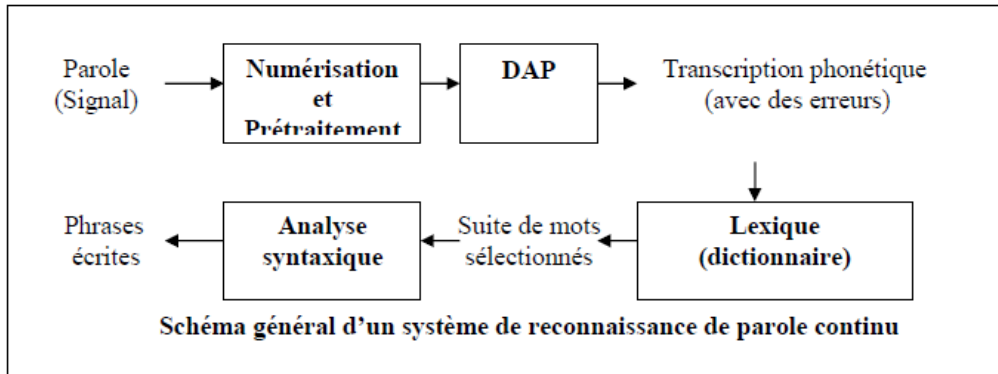 Parole
(Signal)
Numérisation
et
Prétraitement
DAP
Transcription phonétique
(avec des erreurs)
Phrases
écrites
Analyse
syntaxique
Suite de mots
sélectionnés
Lexique
(dictionnaire)
Schéma général d'un système de reconnaissance de parole continu